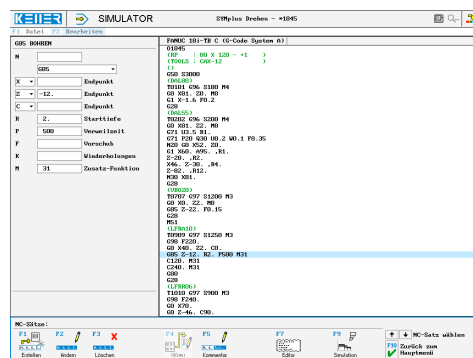 KELLER SIMULATOR SYMplus Drehen - *1845
F1 Datei F2 Bearbeiten
G85 BOHREN
N
G85
X Endpunkt
Z -12. Endpunkt
C Endpunkt
R 2. Starttiefe
P 500 Verweilzeit
F Vorschub
K Wiederholungen
M 31 Zusatz-Funktion
FANUC 18i-TB C (G-Code System A)
O1845
(RP : 80 X 120 - +1 )
(TOOLS : CAX-12 )
()
G50 S3000
(DAL80)
T0101 G96 S180 M4
G0 X81. Z0. M8
G1 X-1.6 F0.2
G28
(DAL55)
T0202 G96 S200 M4
G0 X81. Z2. M8
G71 U3.5 R1.
G71 P20 Q30 U0.2 W0.1 F0.35
N20 G0 X52. Z0.
G1 X60. A95. ,R1.
Z-20. ,R2.
X46. Z-30. ,R4.
Z-82. ,R12.
N30 X81.
G28
(VB020)
T0707 G97 S1200 M3
G0 X0. Z2. M8
G85 Z-22. F0.15
G28
M51
(LFBA10)
T0909 G97 S1250 M3
G98 F220.
G0 X40. Z2. C0.
G85 Z-12. R2. P500 M31
C120. M31
C240. M31
G80
G28
(LFRR06)
T1010 G97 S900 M3
G98 F240.
G0 X70.
G0 Z-46. C90.
NC-Sätze:
F1 F2 F3 F4 F5 F7 F9 NC-Satz wählen
F10 Zurück zum
Hauptmenü
Erstellen Ändern Löschen Kommentar Editor Simulation